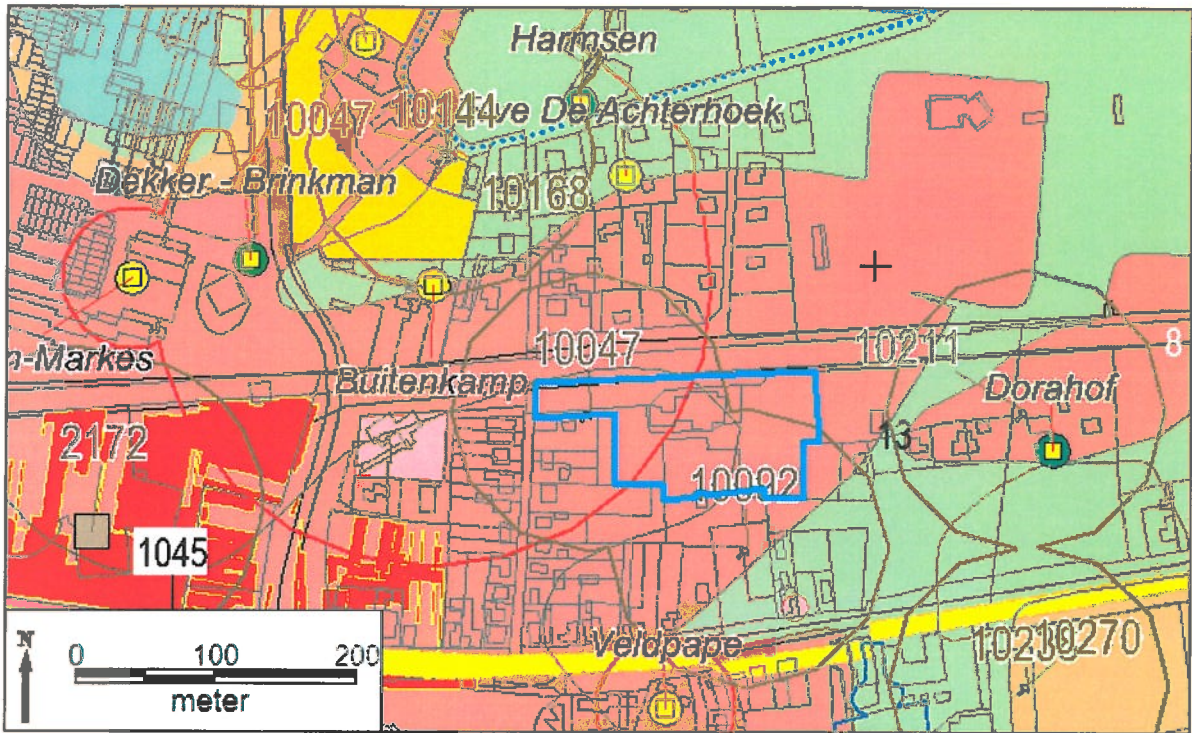 Harmsen
10047
10144
ve De Achterhoek
Dekker - Brinkman
10168
10047
10211
8
n-Markes
Buitenkamp
Dorahof
2172
13
10092
1045
Veldpape
10270
N
0 100 200
meter